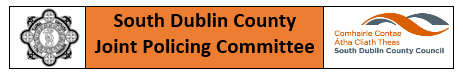 South Dublin County
Joint Policing Committee
Comhairle Contae
Átha Cliath Theas
South Dublin County Council